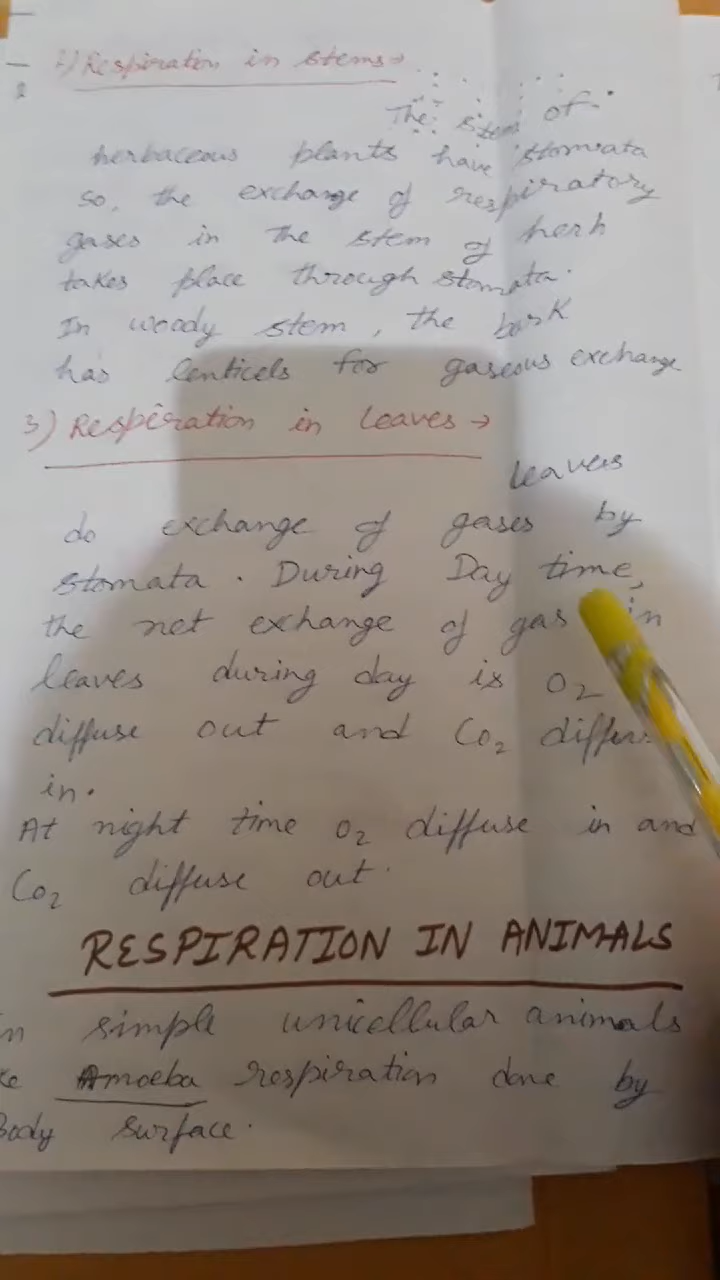 2) Respiration in stems→
The stem of
herbaceous plants have stomata
so, the exchange of respiratory
gases in the stem of herb
takes place through stomata.
In woody stem, the bark
has lenticels for gaseous exchange
3) Respiration in leaves →
leaves
do exchange of gases by
stomata. During Day time,
the net exchange of gas in
leaves during day is O2
diffuse out and CO2
in.
At night time O2 diffuse in and
CO2 diffuse out.
RESPIRATION IN ANIMALS
simple unicellular animals
Amoeba respiration done by
Body surface.